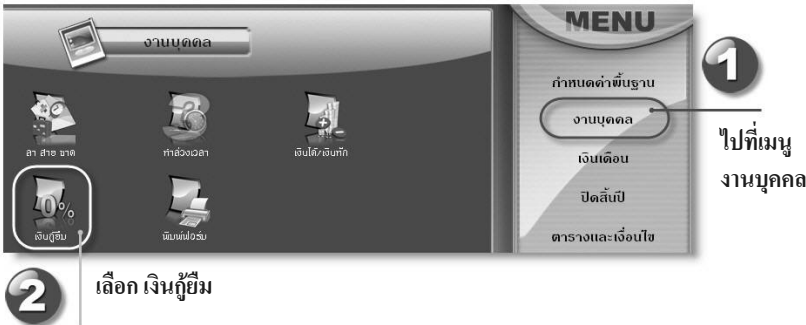 งานบุคคล
MENU
1
กำหนดค่าพื้นฐาน
งานบุคคล
เงินเดือน
ปิดสิ้นปี
ตารางและเงื่อนไข
ไปที่เมนู
งานบุคคล
ลา สาย ขาด
ทำล่วงเวลา
เงินได้/เงินหัก
0%
เงินกู้ยืม
พิมพ์ฟอร์ม
2
เลือก เงินกู้ยืม